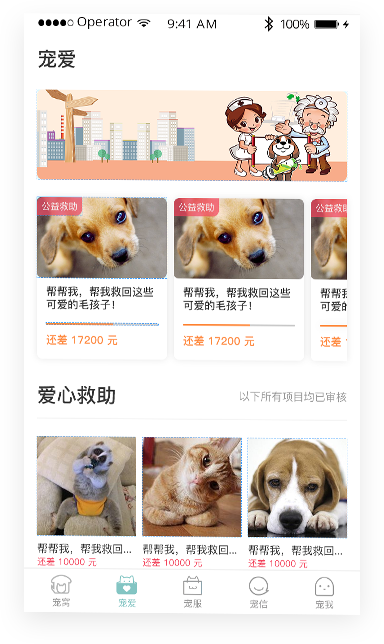 Operator 9:41 AM 100%
宠爱
公益救助 公益救助 公益救助
帮帮我，帮我救回这些 帮帮我，帮我救回这些 帮帮我
可爱的毛孩子！ 可爱的毛孩子！ 可爱的
还差 17200 元 还差 17200 元 还差 1
爱心救助 以下所有项目均已审核
帮帮我，帮我救回... 帮帮我，帮我救回... 帮帮我，帮我救回...
还差 10000 元 还差 10000 元 还差 10000 元
宠窝 宠爱 宠服 宠信 宠我